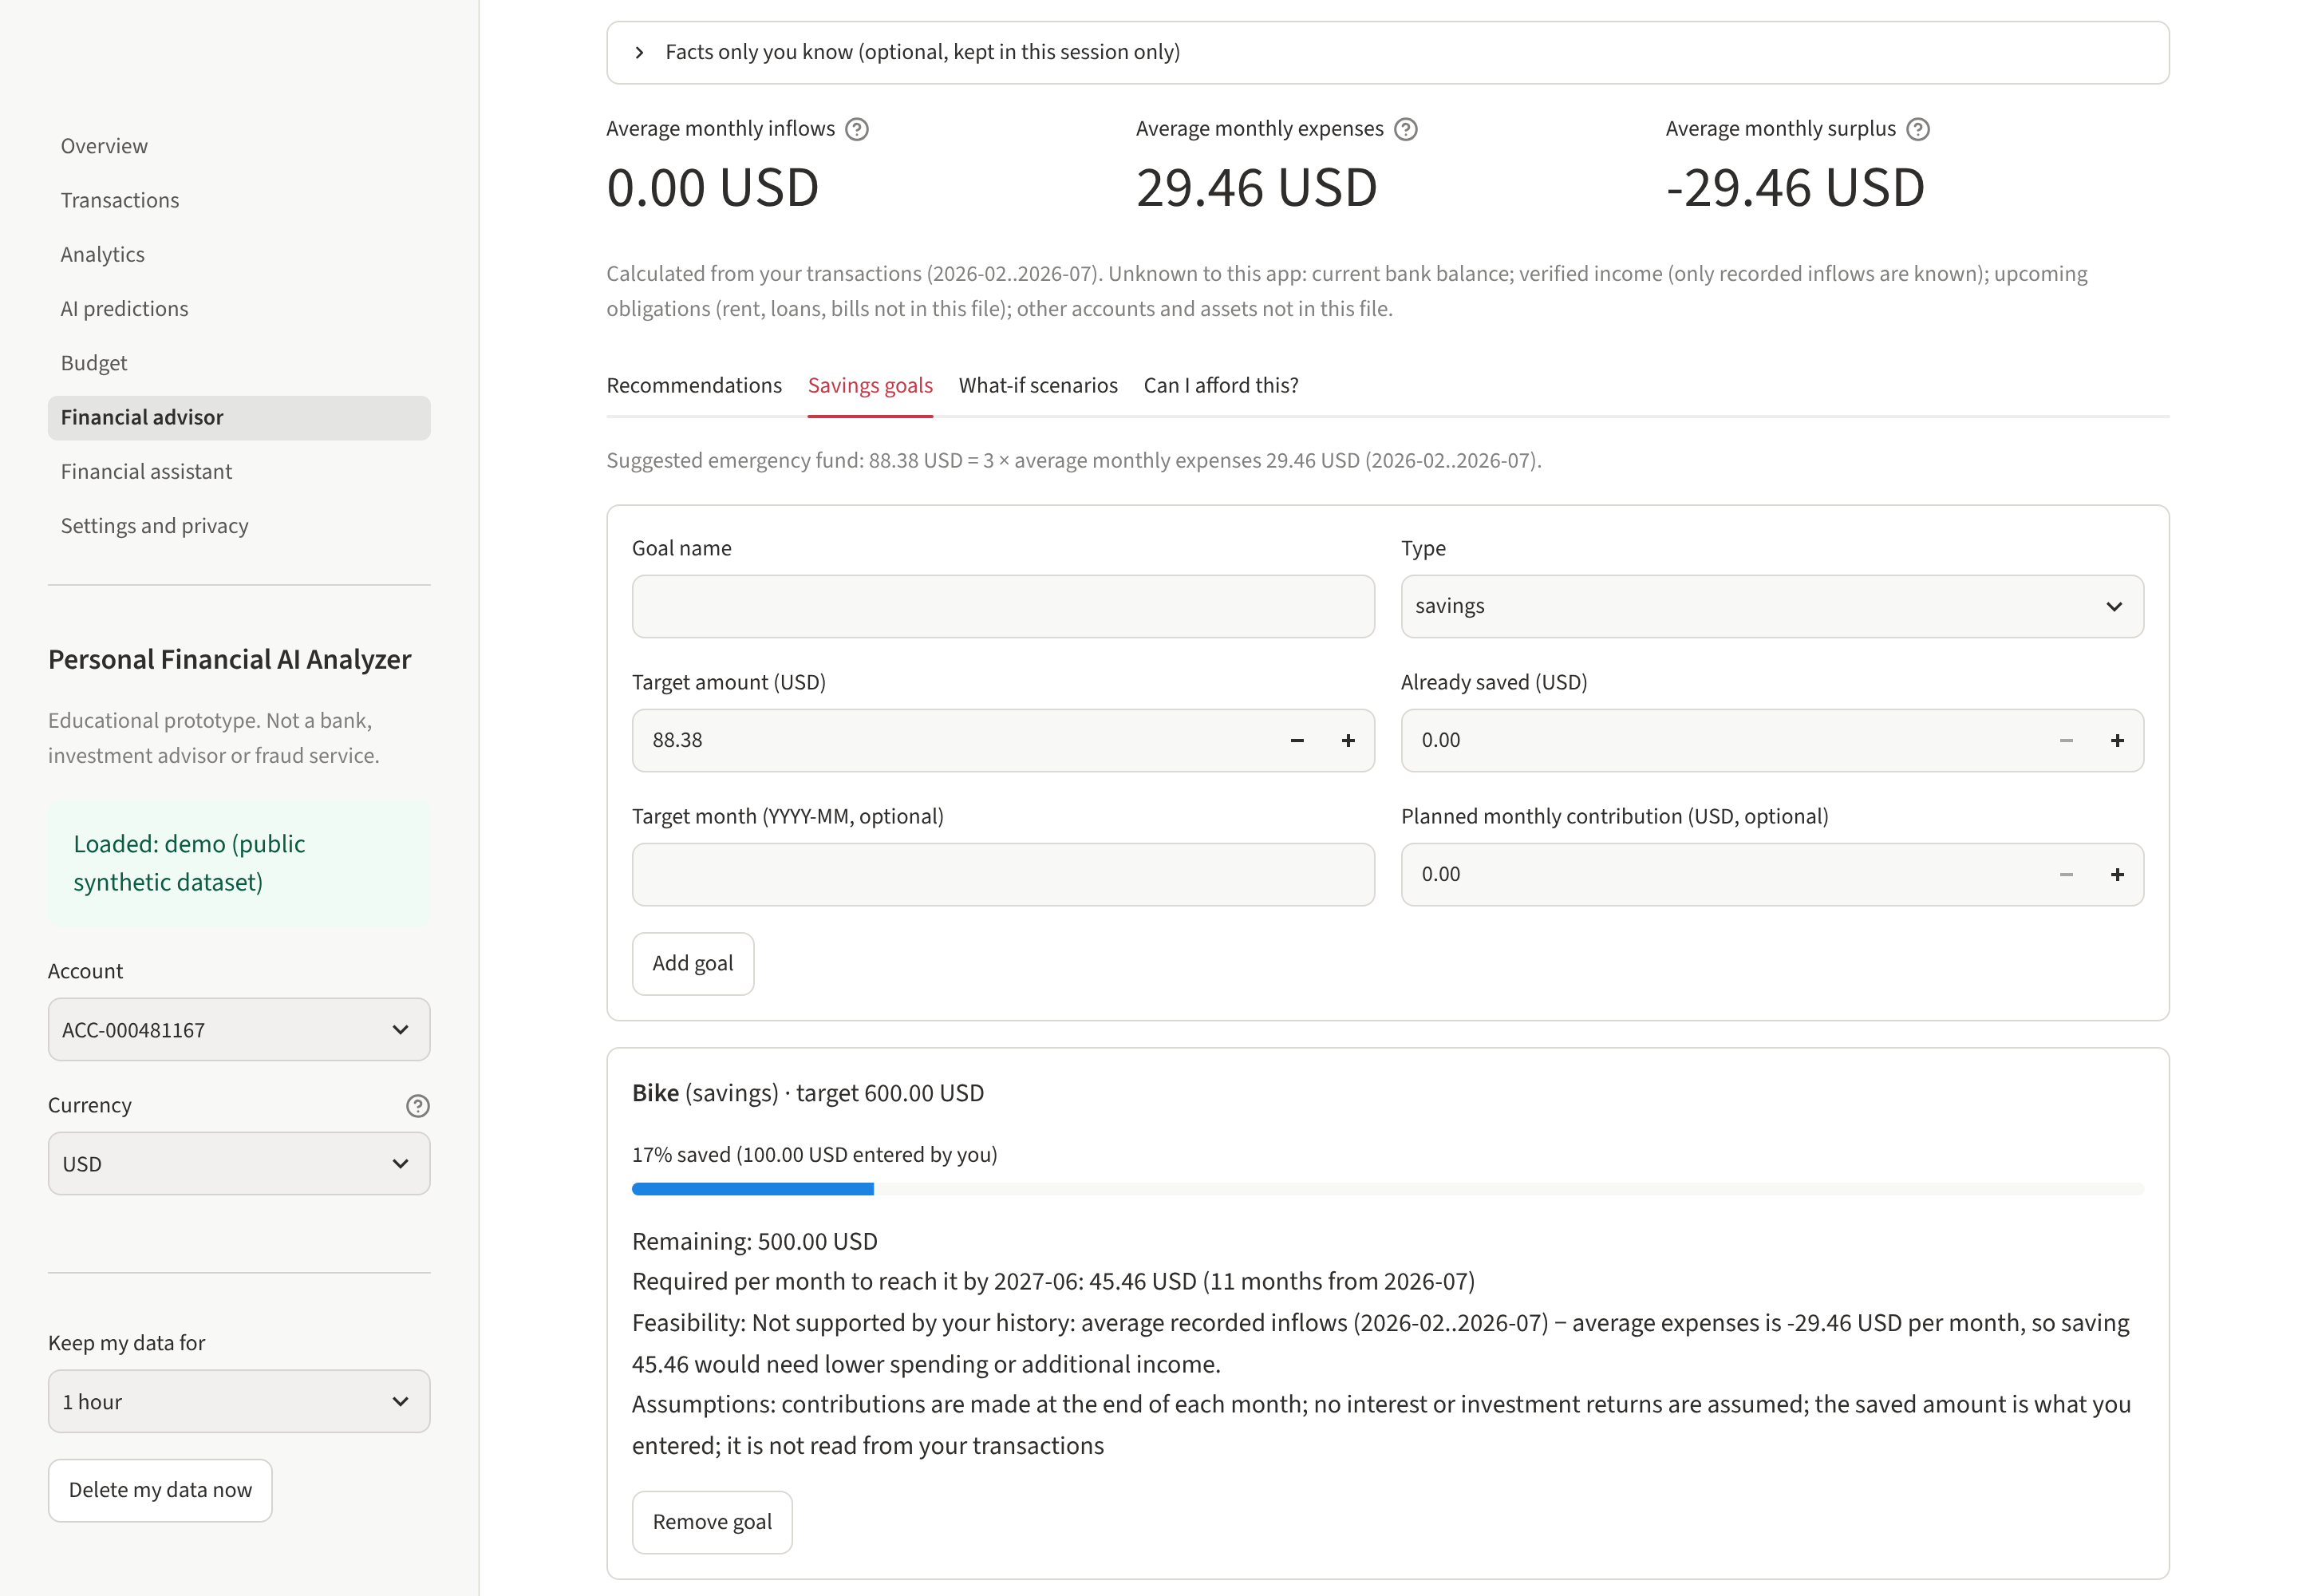 Overview
Transactions
Analytics
AI predictions
Budget
Financial advisor
Financial assistant
Settings and privacy
Personal Financial AI Analyzer
Educational prototype. Not a bank,
investment advisor or fraud service.
Loaded: demo (public
synthetic dataset)
Account
ACC-000481167
Currency
USD
Keep my data for
1 hour
Delete my data now
Facts only you know (optional, kept in this session only)
Average monthly inflows
0.00 USD
Average monthly expenses
29.46 USD
Average monthly surplus
-29.46 USD
Calculated from your transactions (2026-02..2026-07). Unknown to this app: current bank balance; verified income (only recorded inflows are known); upcoming
obligations (rent, loans, bills not in this file); other accounts and assets not in this file.
Recommendations Savings goals What-if scenarios Can I afford this?
Suggested emergency fund: 88.38 USD = 3 × average monthly expenses 29.46 USD (2026-02..2026-07).
Goal name
Type
savings
Target amount (USD)
88.38
Already saved (USD)
0.00
Target month (YYYY-MM, optional)
Planned monthly contribution (USD, optional)
0.00
Add goal
Bike (savings) · target 600.00 USD
17% saved (100.00 USD entered by you)
Remaining: 500.00 USD
Required per month to reach it by 2027-06: 45.46 USD (11 months from 2026-07)
Feasibility: Not supported by your history: average recorded inflows (2026-02..2026-07) − average expenses is -29.46 USD per month, so saving
45.46 would need lower spending or additional income.
Assumptions: contributions are made at the end of each month; no interest or investment returns are assumed; the saved amount is what you
entered; it is not read from your transactions
Remove goal